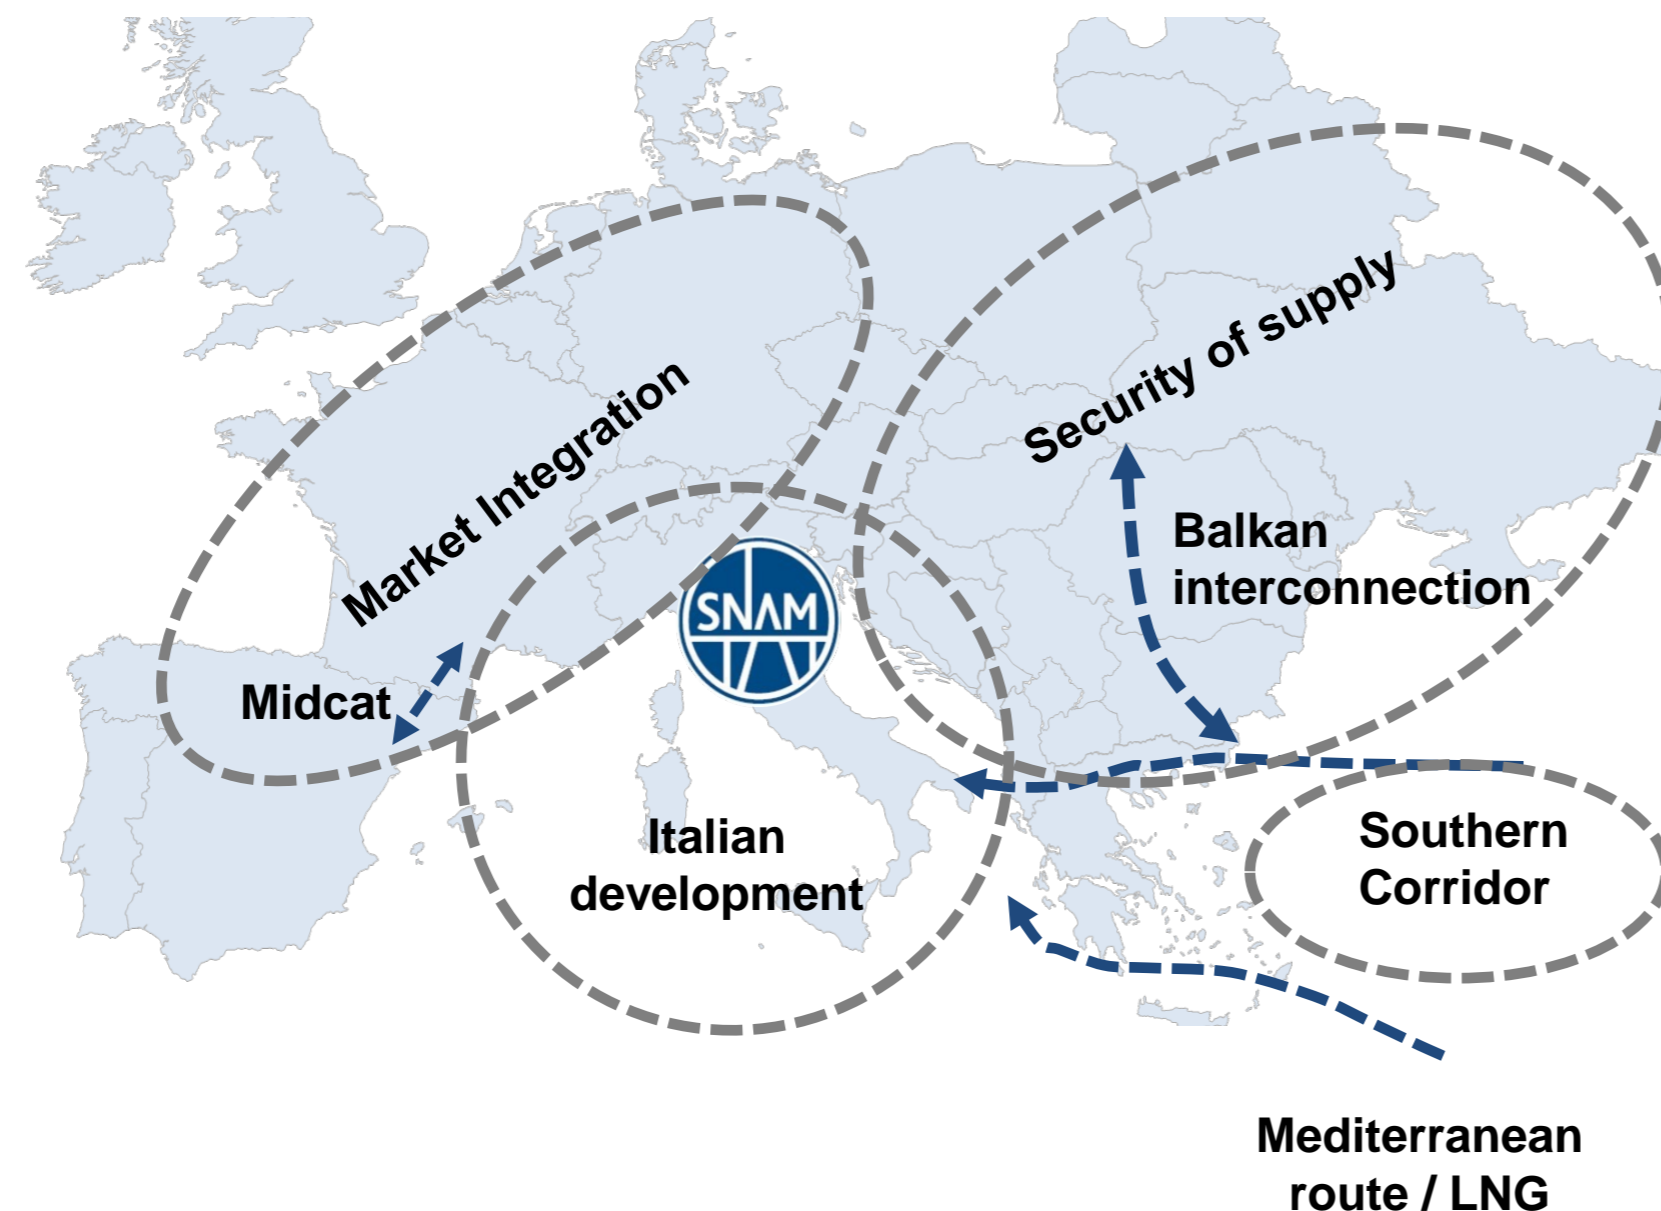 Security of supply
Market Integration
Balkan
interconnection
SNAM
Midcat
Italian
development
Southern
Corridor
Mediterranean
route / LNG